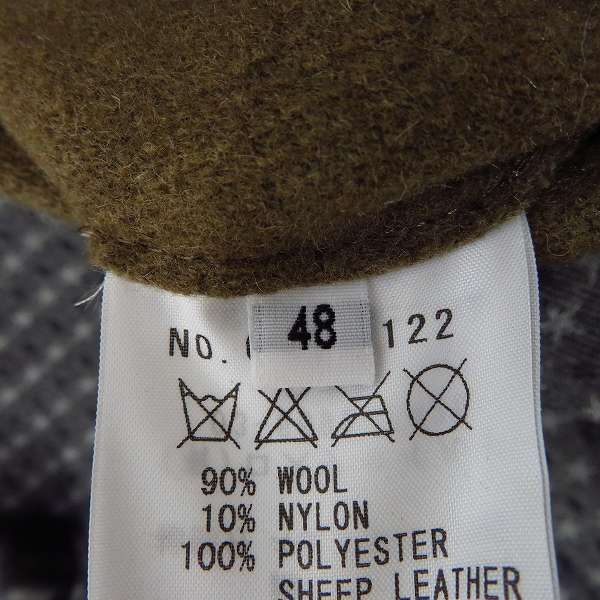 48
NO. 122
90% WOOL
10% NYLON
100% POLYESTER
SHEEP LEATHER